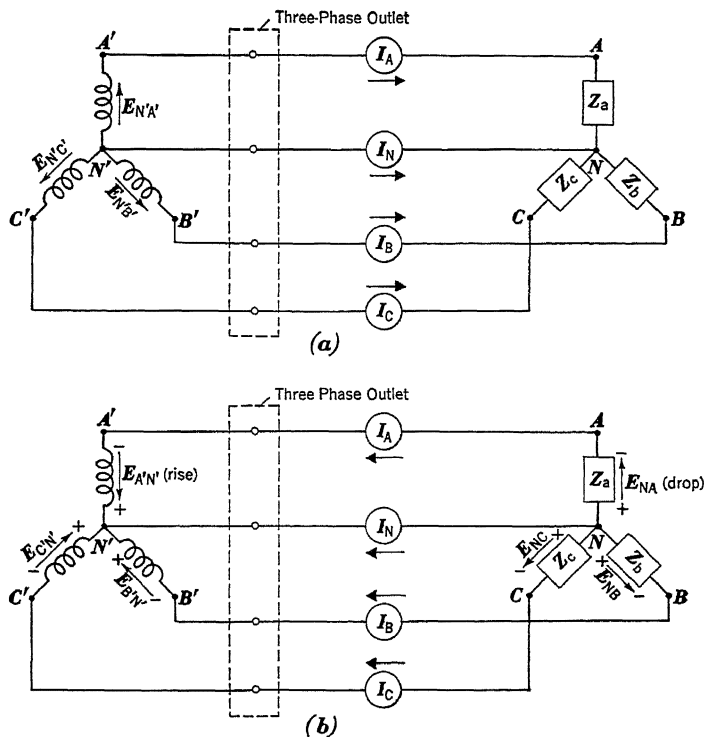 Three-Phase Outlet
A' I_A A
E_N'A' Z_a
E_N'C' N' I_N N
E_N'B' Z_c Z_b
C' B' I_B C B
I_C
(a)
Three Phase Outlet
A' I_A A
− E_A'N' (rise) + Z_a − E_NA (drop) +
E_C'N' + − N' I_N E_NC + − N
+ E_B'N' − Z_c Z_b + E_NB −
C' B' I_B C B
I_C
(b)